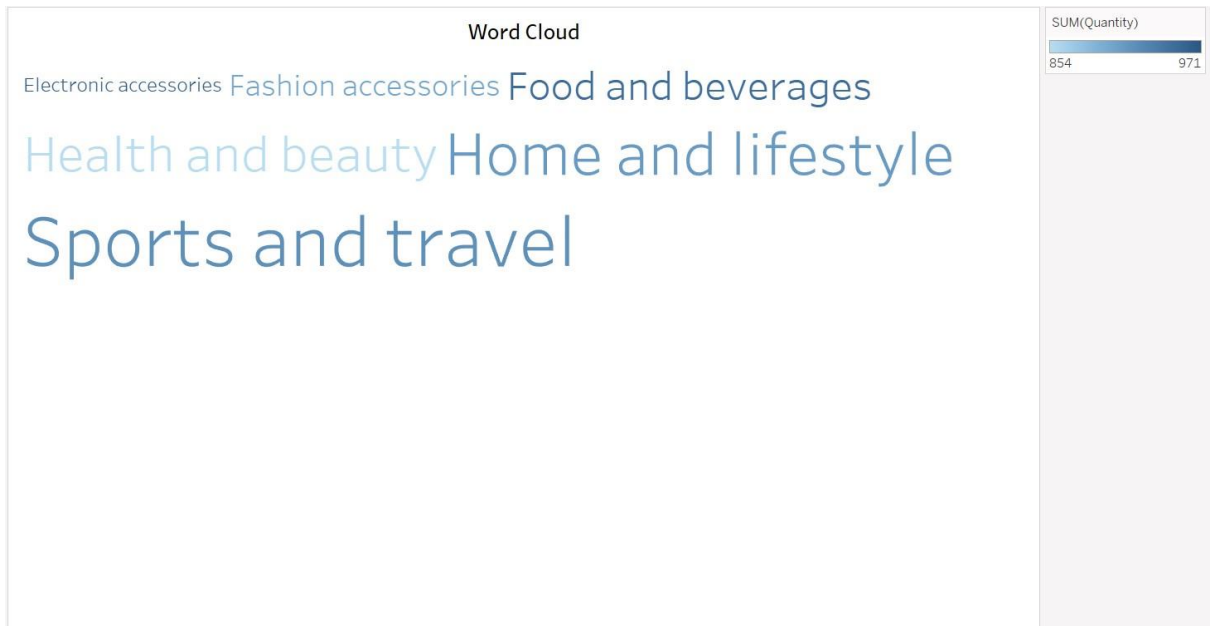 Word Cloud
Electronic accessories Fashion accessories Food and beverages
Health and beauty Home and lifestyle
Sports and travel
SUM(Quantity)
854 971